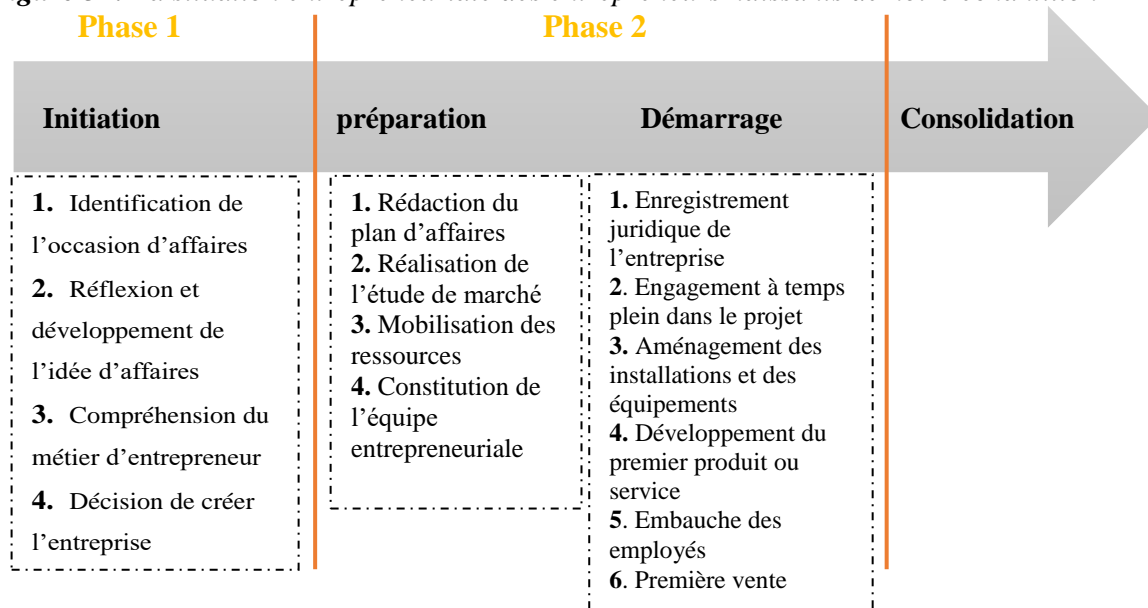 Phase 1
Phase 2
Initiation
préparation
Démarrage
Consolidation
1. Identification de
l’occasion d’affaires
2. Réflexion et
développement de
l’idée d’affaires
3. Compréhension du
métier d’entrepreneur
4. Décision de créer
l’entreprise
1. Rédaction du
plan d’affaires
2. Réalisation de
l’étude de marché
3. Mobilisation des
ressources
4. Constitution de
l’équipe
entrepreneuriale
1. Enregistrement
juridique de
l’entreprise
2. Engagement à temps
plein dans le projet
3. Aménagement des
installations et des
équipements
4. Développement du
premier produit ou
service
5. Embauche des
employés
6. Première vente